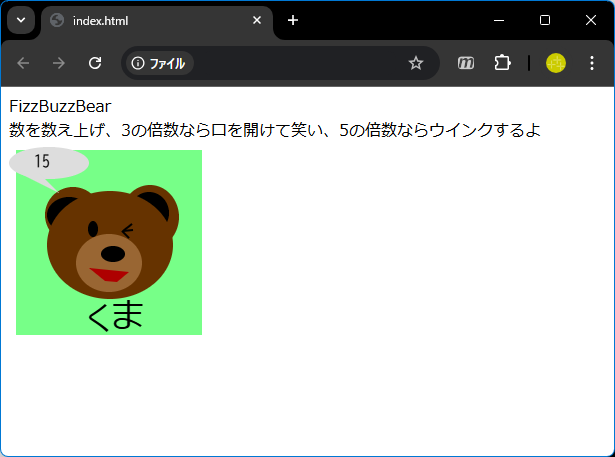 index.html
ファイル
FizzBuzzBear
数を数え上げ、3の倍数なら口を開けて笑い、5の倍数ならウインクするよ
15
くま